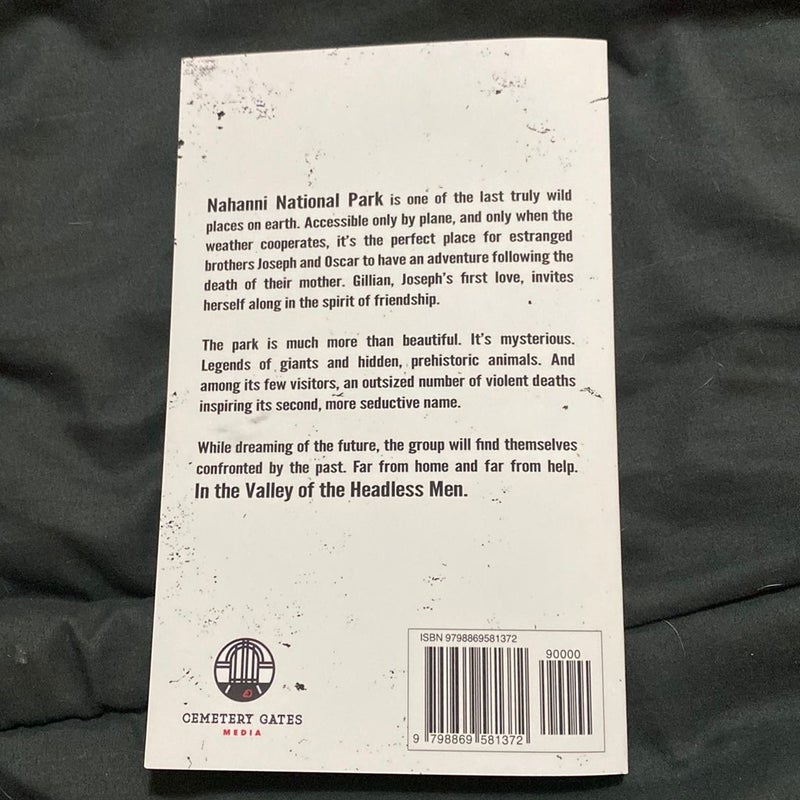 Nahanni National Park is one of the last truly wild
places on earth. Accessible only by plane, and only when the
weather cooperates, it's the perfect place for estranged
brothers Joseph and Oscar to have an adventure following the
death of their mother. Gillian, Joseph's first love, invites
herself along in the spirit of friendship.
The park is much more than beautiful. It's mysterious.
Legends of giants and hidden, prehistoric animals. And
among its few visitors, an outsized number of violent deaths
inspiring its second, more seductive name.
While dreaming of the future, the group will find themselves
confronted by the past. Far from home and far from help.
In the Valley of the Headless Men.
CEMETERY GATES
MEDIA
ISBN 9798869581372
90000
9 798869 581372